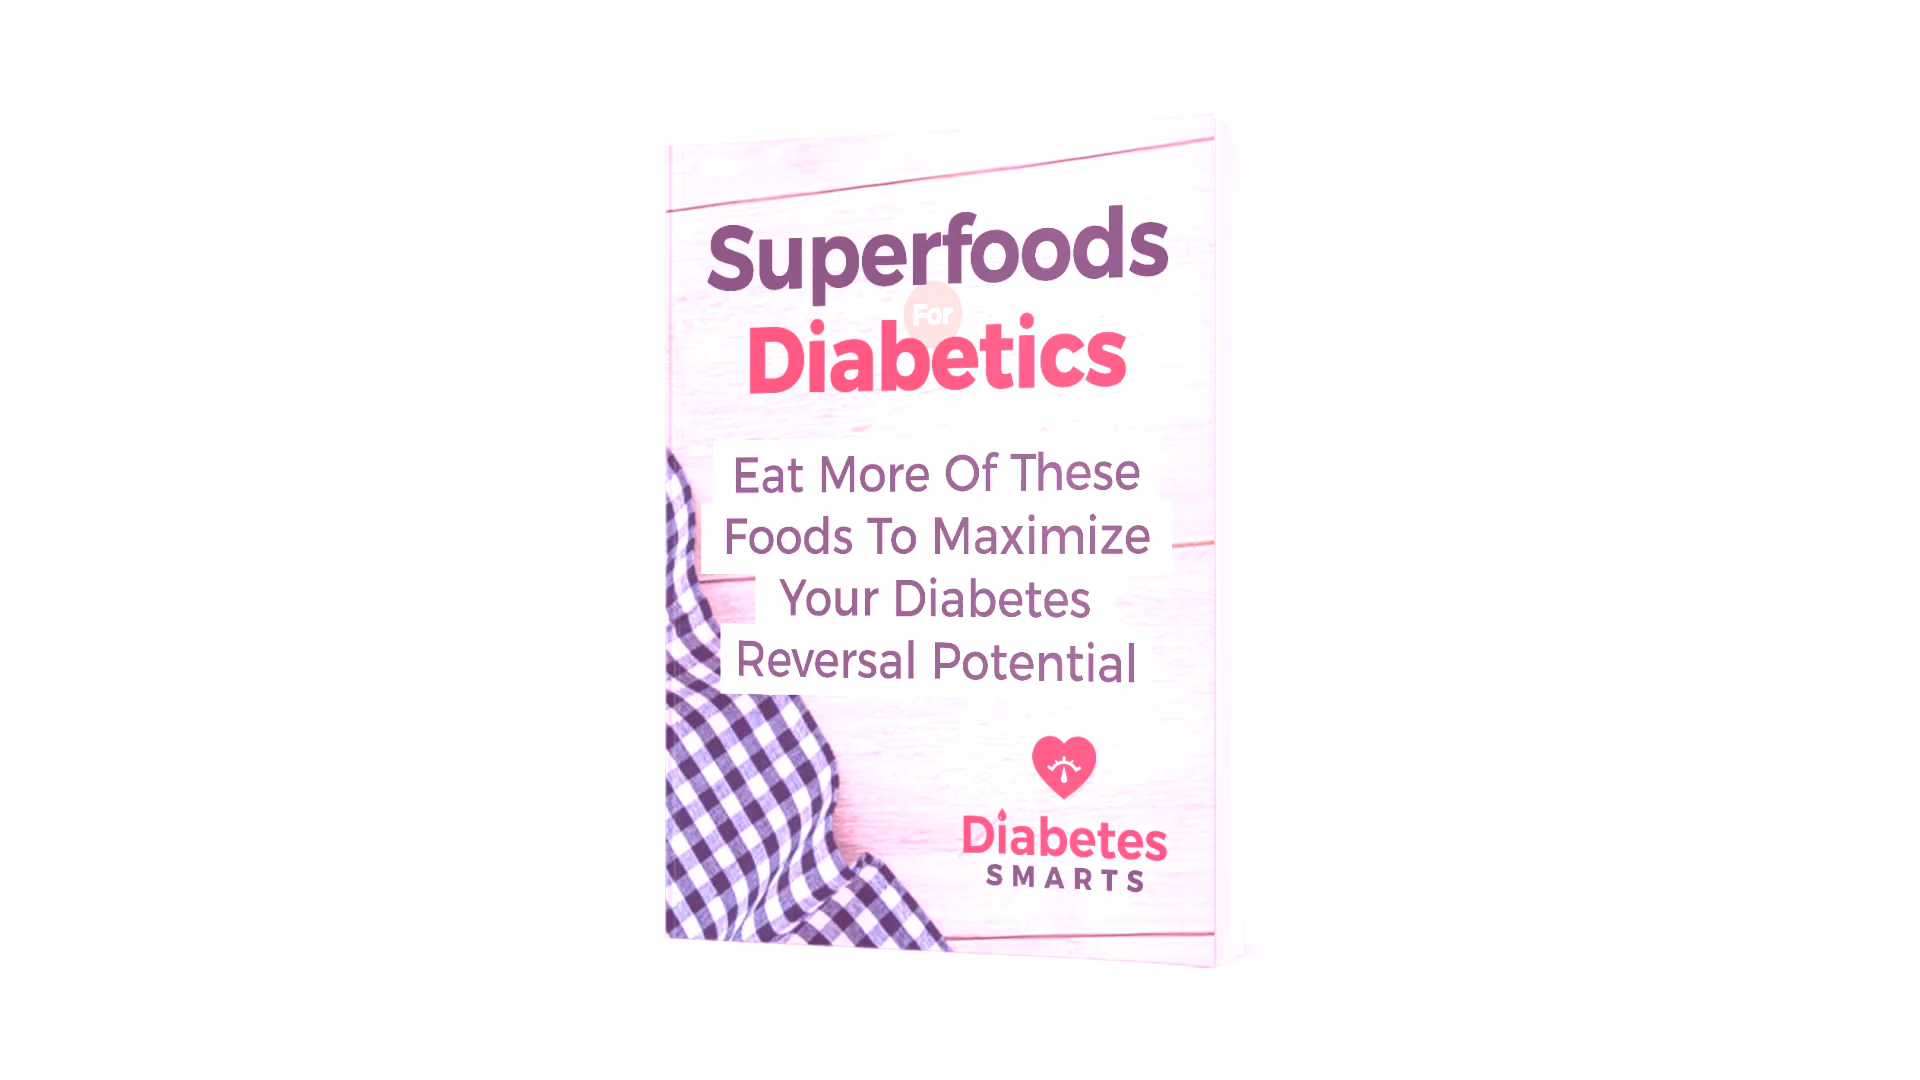 Superfoods
For
Diabetics
Eat More Of These
Foods To Maximize
Your Diabetes
Reversal Potential
Diabetes
SMARTS